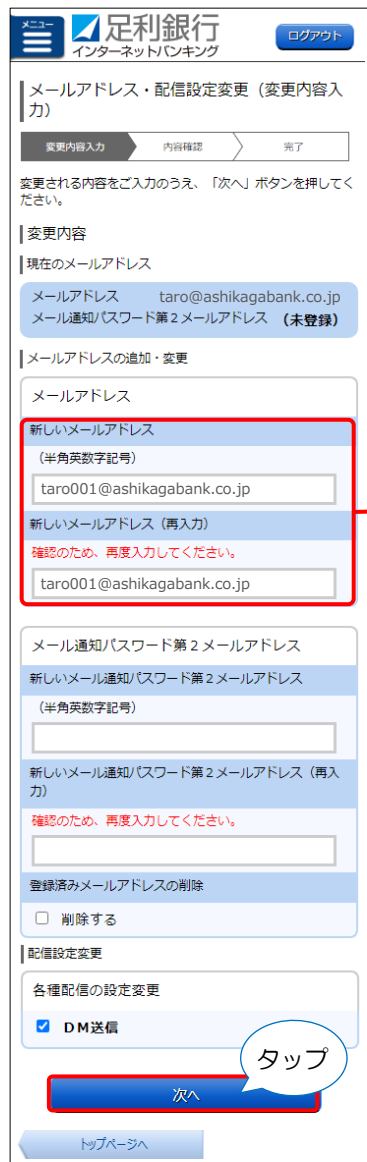 メニュー
足利銀行
インターネットバンキング
ログアウト
メールアドレス・配信設定変更（変更内容入
力）
変更内容入力 内容確認 完了
変更される内容をご入力のうえ、「次へ」ボタンを押してく
ださい。
変更内容
現在のメールアドレス
メールアドレス taro@ashikagabank.co.jp
メール通知パスワード第２メールアドレス （未登録）
メールアドレスの追加・変更
メールアドレス
新しいメールアドレス
（半角英数字記号）
taro001@ashikagabank.co.jp
新しいメールアドレス（再入力）
確認のため、再度入力してください。
taro001@ashikagabank.co.jp
メール通知パスワード第２メールアドレス
新しいメール通知パスワード第２メールアドレス
（半角英数字記号）
新しいメール通知パスワード第２メールアドレス（再入
力）
確認のため、再度入力してください。
登録済みメールアドレスの削除
削除する
配信設定変更
各種配信の設定変更
ＤＭ送信
タップ
次へ
トップページへ